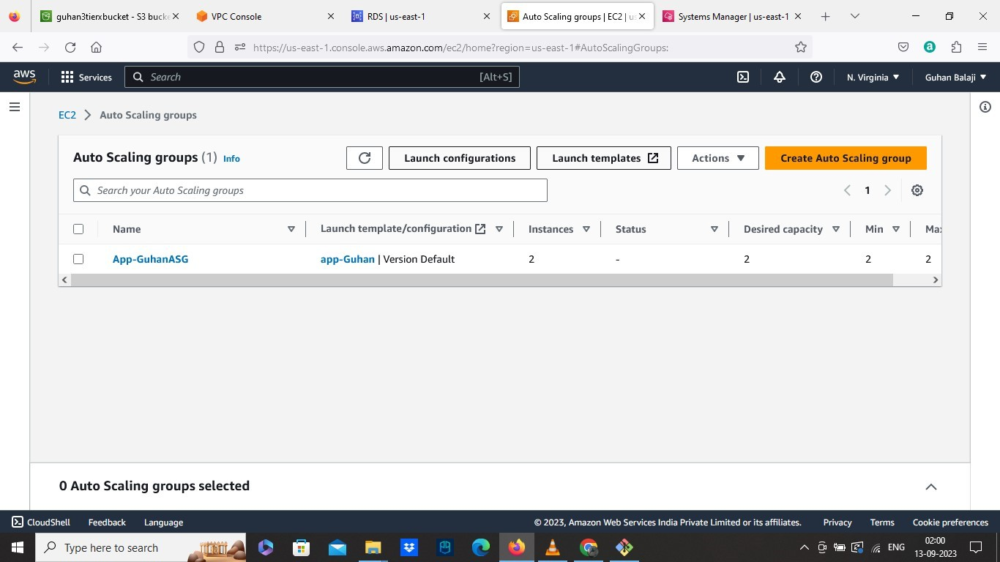 guhan3tierxbucket - S3 bucke
VPC Console
RDS | us-east-1
Auto Scaling groups | EC2 | us
Systems Manager | us-east-1
https://us-east-1.console.aws.amazon.com/ec2/home?region=us-east-1#AutoScalingGroups:
aws
Services
Search
[Alt+S]
N. Virginia
Guhan Balaji
EC2
Auto Scaling groups
Auto Scaling groups (1) Info
Launch configurations
Launch templates
Actions
Create Auto Scaling group
Search your Auto Scaling groups
1
Name
Launch template/configuration
Instances
Status
Desired capacity
Min
Max
App-GuhanASG
app-Guhan | Version Default
2
-
2
2
2
0 Auto Scaling groups selected
CloudShell
Feedback
Language
© 2023, Amazon Web Services India Private Limited or its affiliates.
Privacy
Terms
Cookie preferences
Type here to search
ENG
02:00
13-09-2023